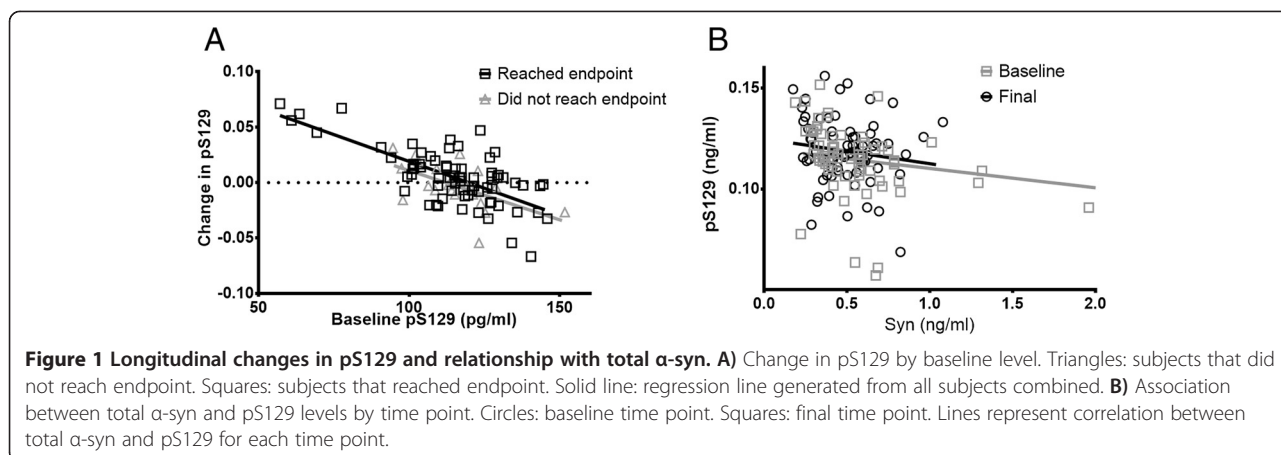 A
B
0.10
0.05
0.00
-0.05
-0.10
Change in pS129
Reached endpoint
Did not reach endpoint
50
100
150
Baseline pS129 (pg/ml)
0.15
0.10
pS129 (ng/ml)
Baseline
Final
0.0
0.5
1.0
1.5
2.0
Syn (ng/ml)
Figure 1 Longitudinal changes in pS129 and relationship with total α-syn. A) Change in pS129 by baseline level. Triangles: subjects that did
not reach endpoint. Squares: subjects that reached endpoint. Solid line: regression line generated from all subjects combined. B) Association
between total α-syn and pS129 levels by time point. Circles: baseline time point. Squares: final time point. Lines represent correlation between
total α-syn and pS129 for each time point.